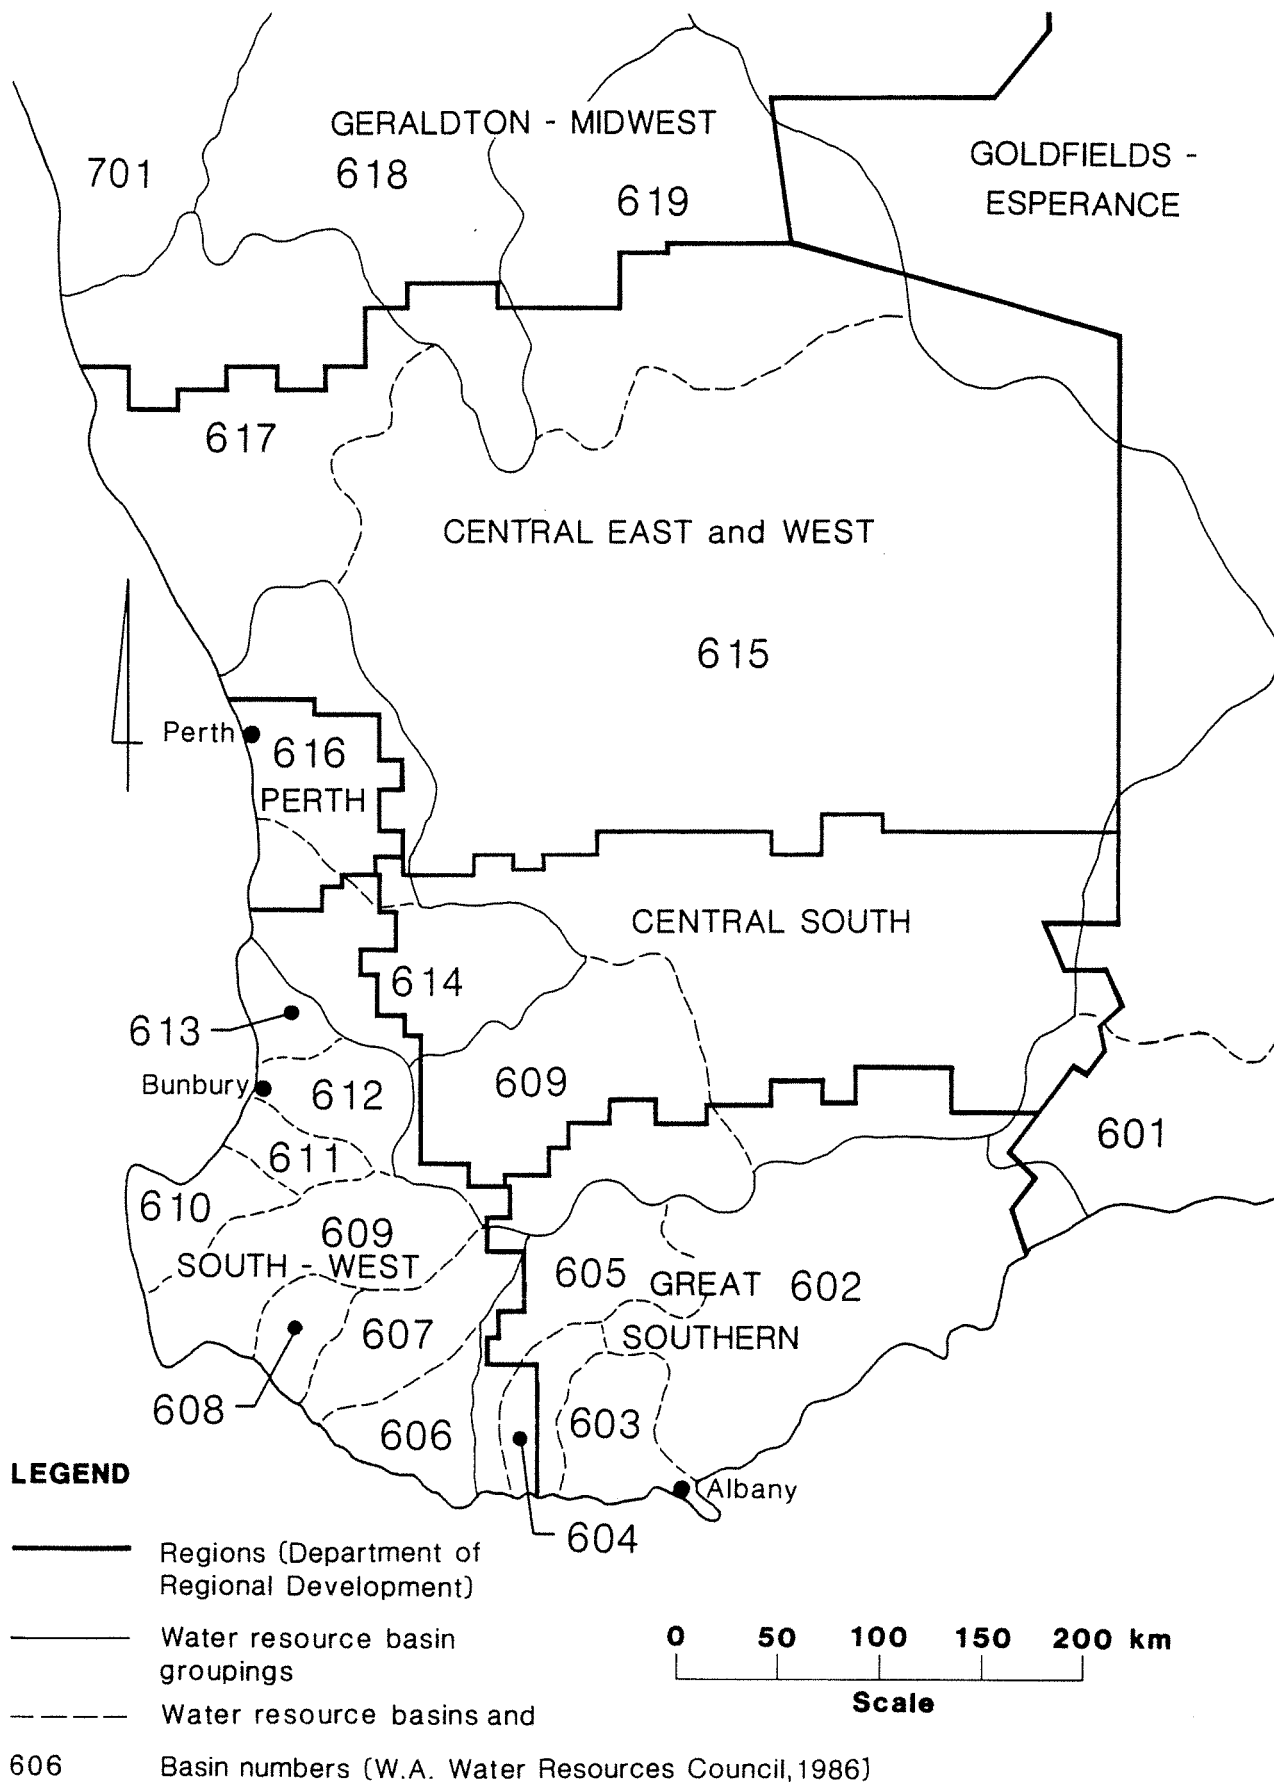 GERALDTON - MIDWEST
GOLDFIELDS -
ESPERANCE
701
618
619
617
CENTRAL EAST and WEST
615
Perth
616
PERTH
CENTRAL SOUTH
614
613
Bunbury
612
609
601
611
610
609
SOUTH - WEST
605
GREAT
602
SOUTHERN
607
608
606
603
Albany
604
LEGEND
Regions (Department of
Regional Development)
Water resource basin
groupings
Water resource basins and
606 Basin numbers (W.A. Water Resources Council, 1986)
0 50 100 150 200 km
Scale